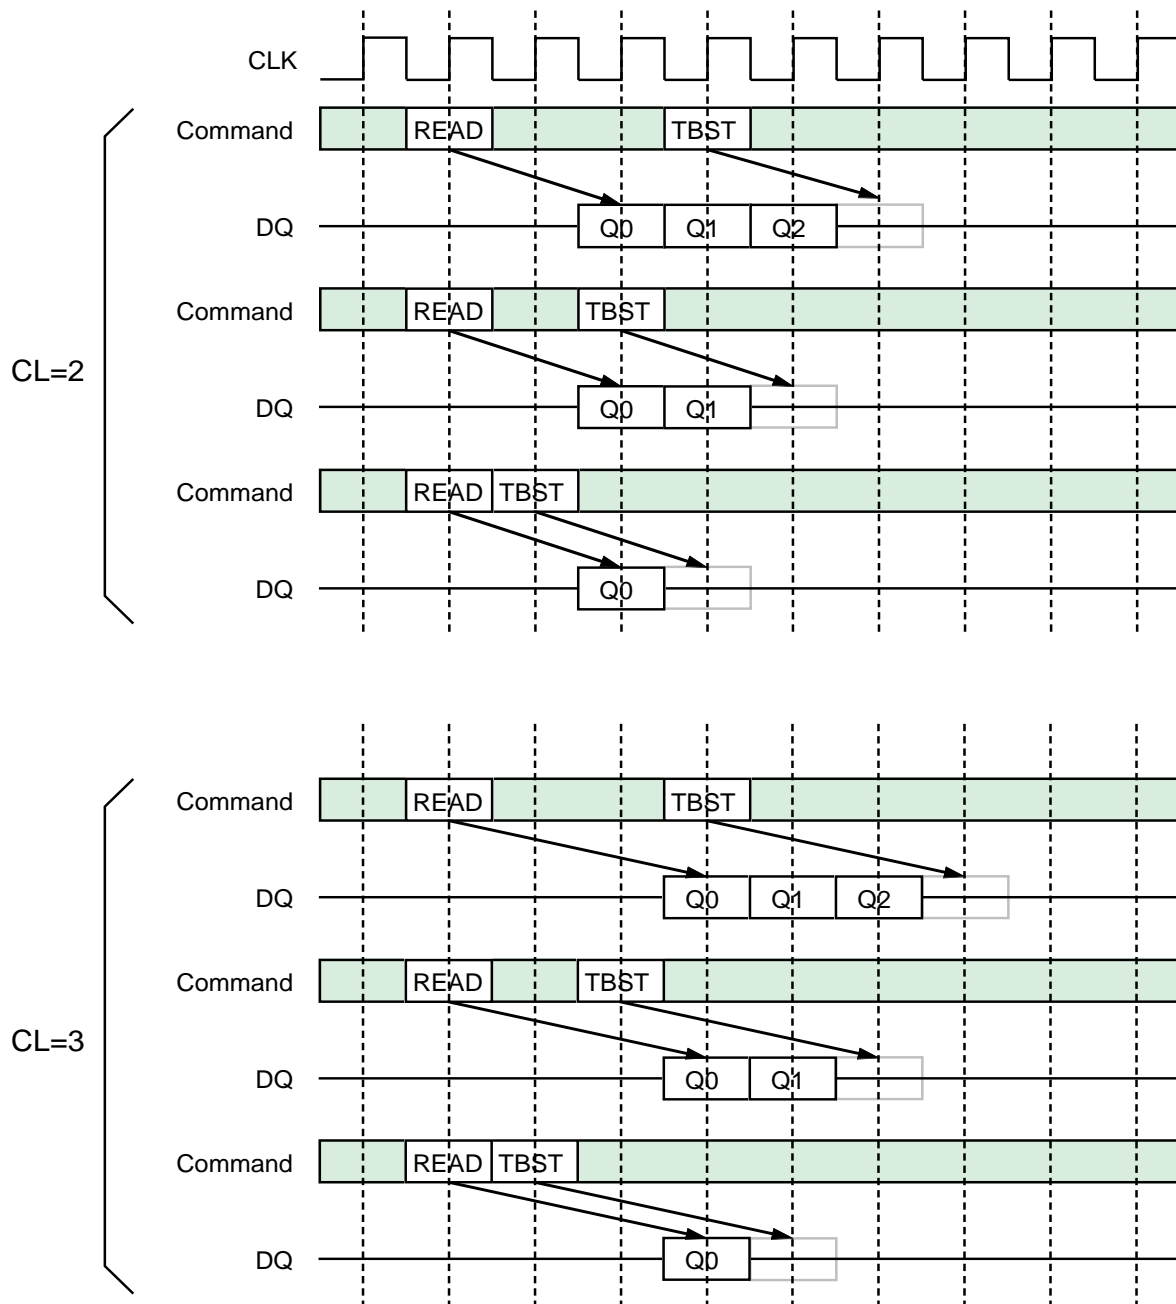 CLK
Command READ TBST
DQ Q0 Q1 Q2
Command READ TBST
CL=2
DQ Q0 Q1
Command READ TBST
DQ Q0
Command READ TBST
DQ Q0 Q1 Q2
Command READ TBST
CL=3
DQ Q0 Q1
Command READ TBST
DQ Q0